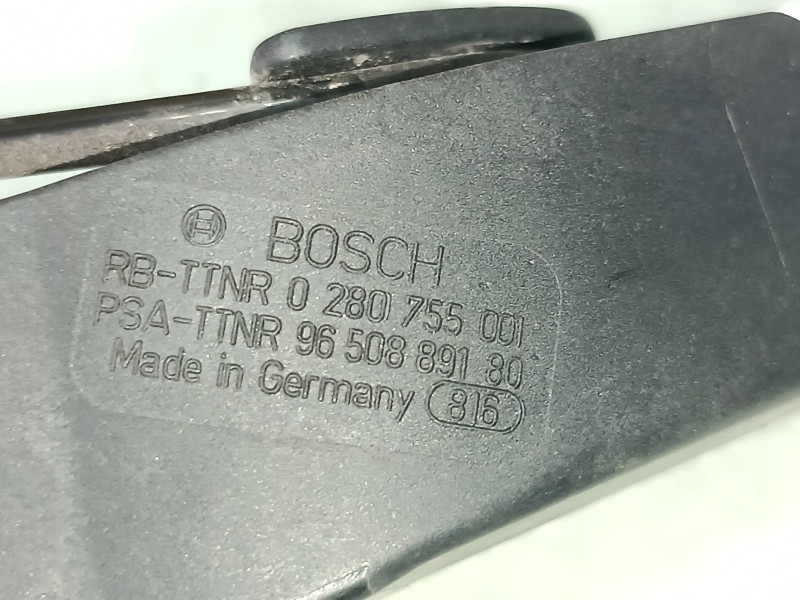 BOSCH
RB-TTNR 0 280 755 001
PSA-TTNR 96 508 891 80
Made in Germany 816